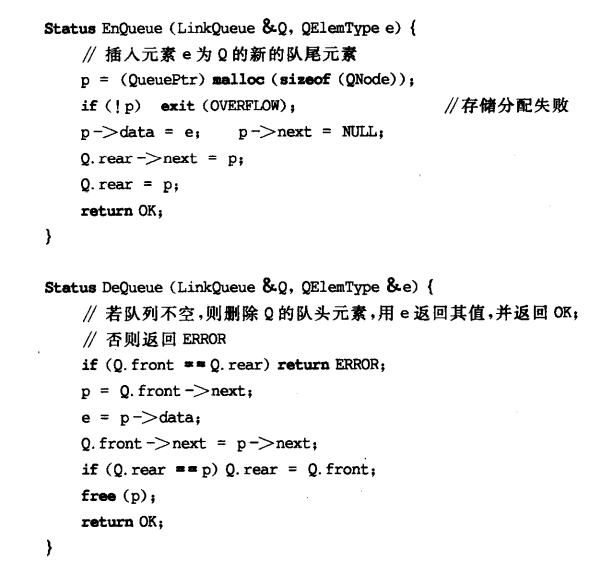 Status EnQueue (LinkQueue &Q, QElemType e) {
// 插入元素 e 为 Q 的新的队尾元素
p = (QueuePtr) malloc (sizeof (QNode));
if (!p) exit (OVERFLOW); //存储分配失败
p->data = e; p->next = NULL;
Q.rear->next = p;
Q.rear = p;
return OK;
}
Status DeQueue (LinkQueue &Q, QElemType &e) {
// 若队列不空,则删除 Q 的队头元素,用 e 返回其值,并返回 OK;
// 否则返回 ERROR
if (Q.front == Q.rear) return ERROR;
p = Q.front->next;
e = p->data;
Q.front->next = p->next;
if (Q.rear == p) Q.rear = Q.front;
free (p);
return OK;
}